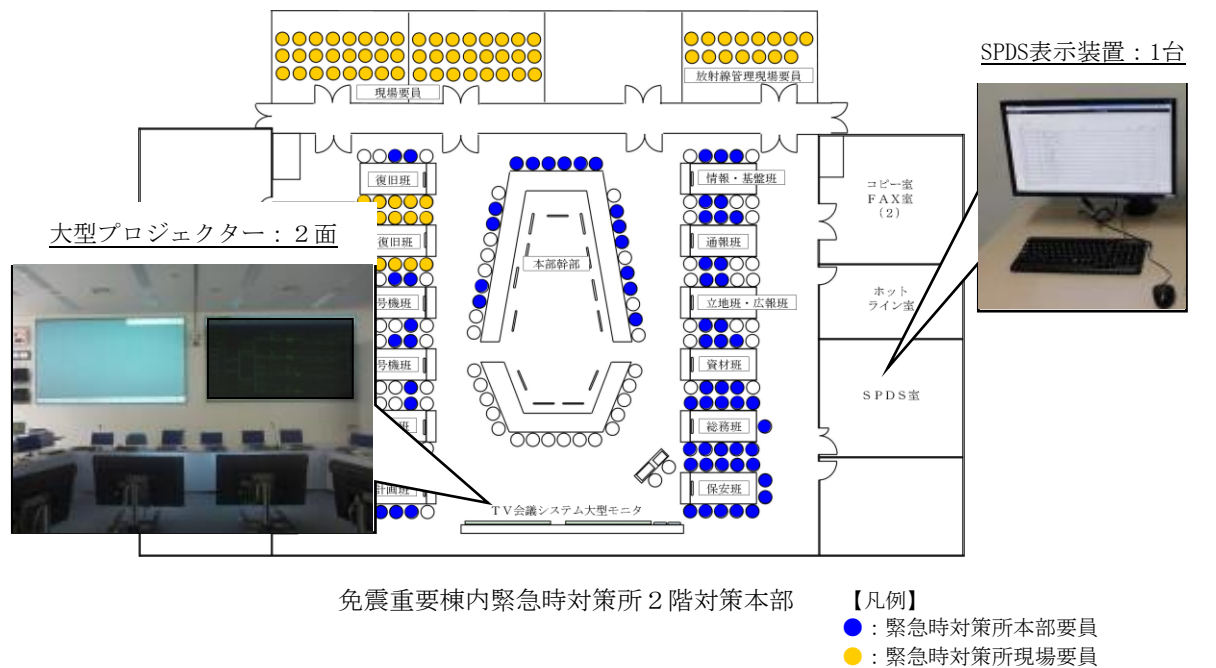 SPDS表示装置：1台
現場要員
放射線管理現場要員
復旧班
情報・基盤班
コピー室
ＦＡＸ室
（２）
大型プロジェクター：２面
復旧班
本部幹部
通報班
号機班
立地班・広報班
ホット
ライン室
号機班
資材班
ＳＰＤＳ室
班
総務班
計画班
保安班
ＴＶ会議システム大型モニタ
免震重要棟内緊急時対策所２階対策本部
【凡例】
：緊急時対策所本部要員
：緊急時対策所現場要員